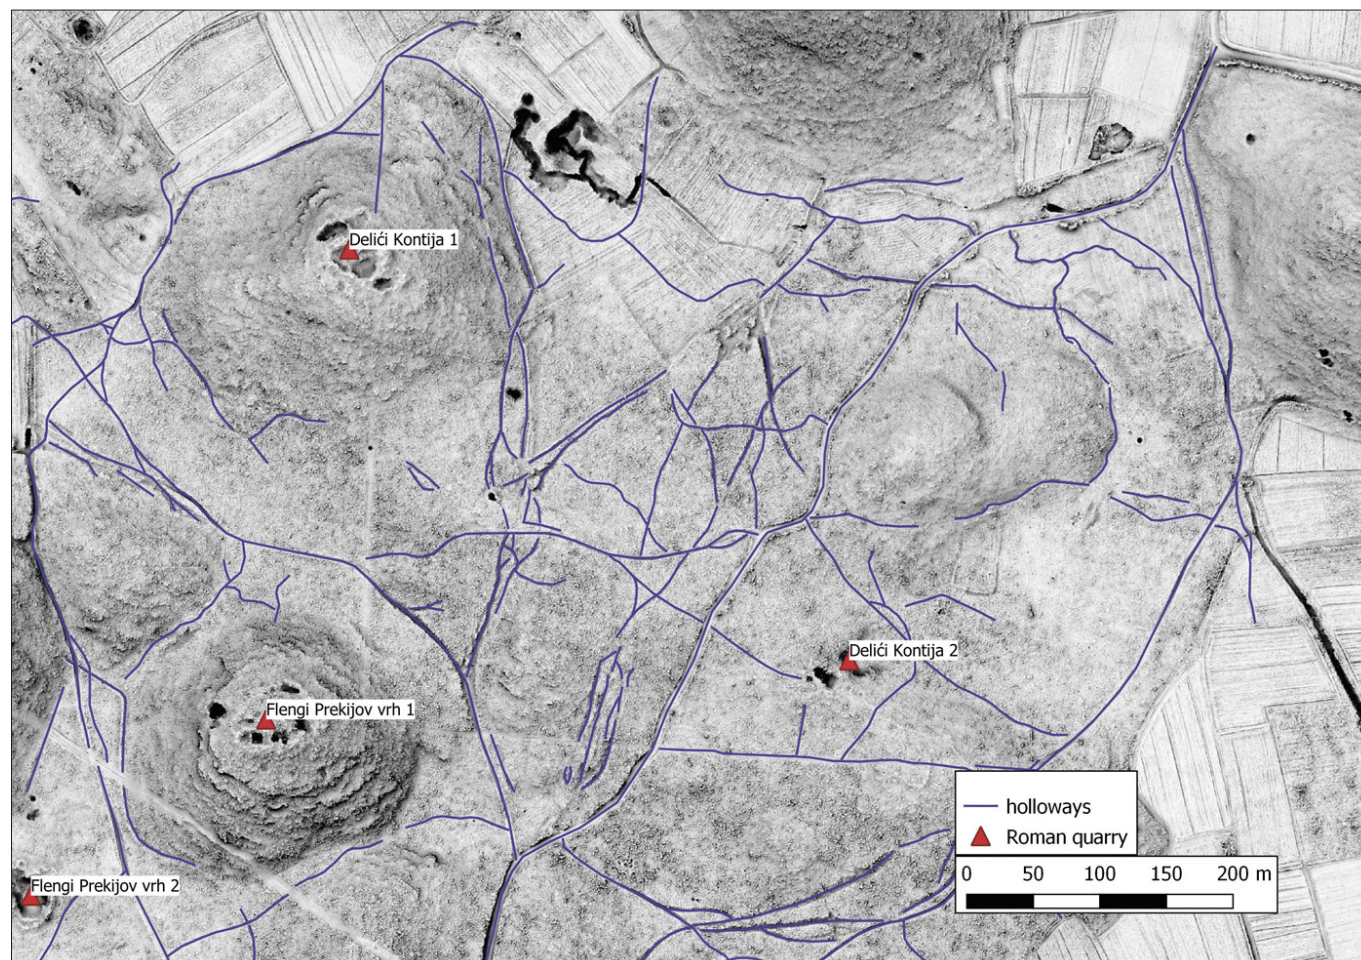 Delići Kontija 1
Delići Kontija 2
Flengi Prekijov vrh 1
Flengi Prekijov vrh 2
holloways
Roman quarry
0 50 100 150 200 m